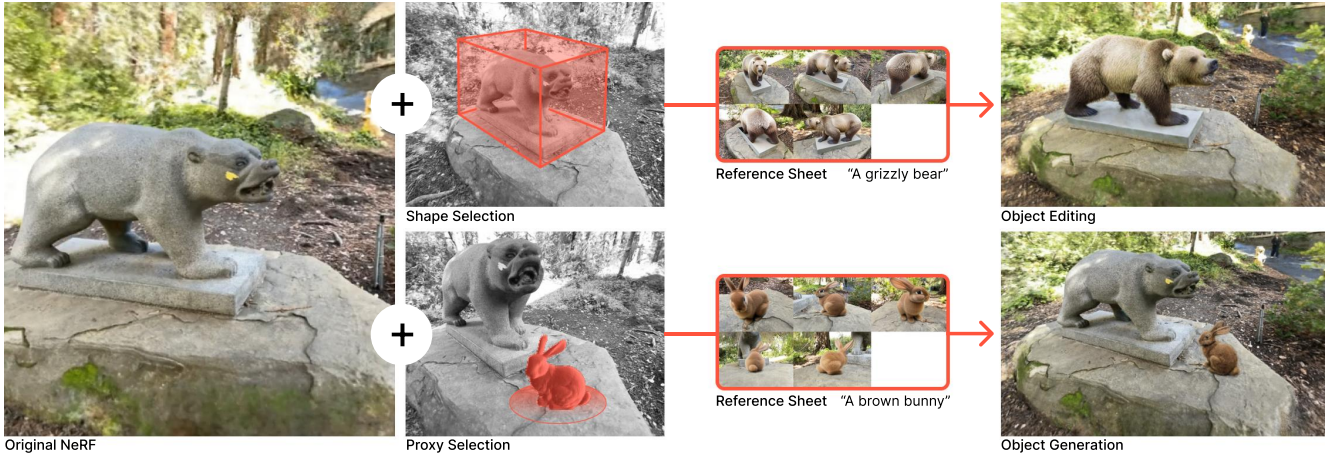 +
Shape Selection
Reference Sheet “A grizzly bear”
Object Editing
+
Reference Sheet “A brown bunny”
Original NeRF
Proxy Selection
Object Generation